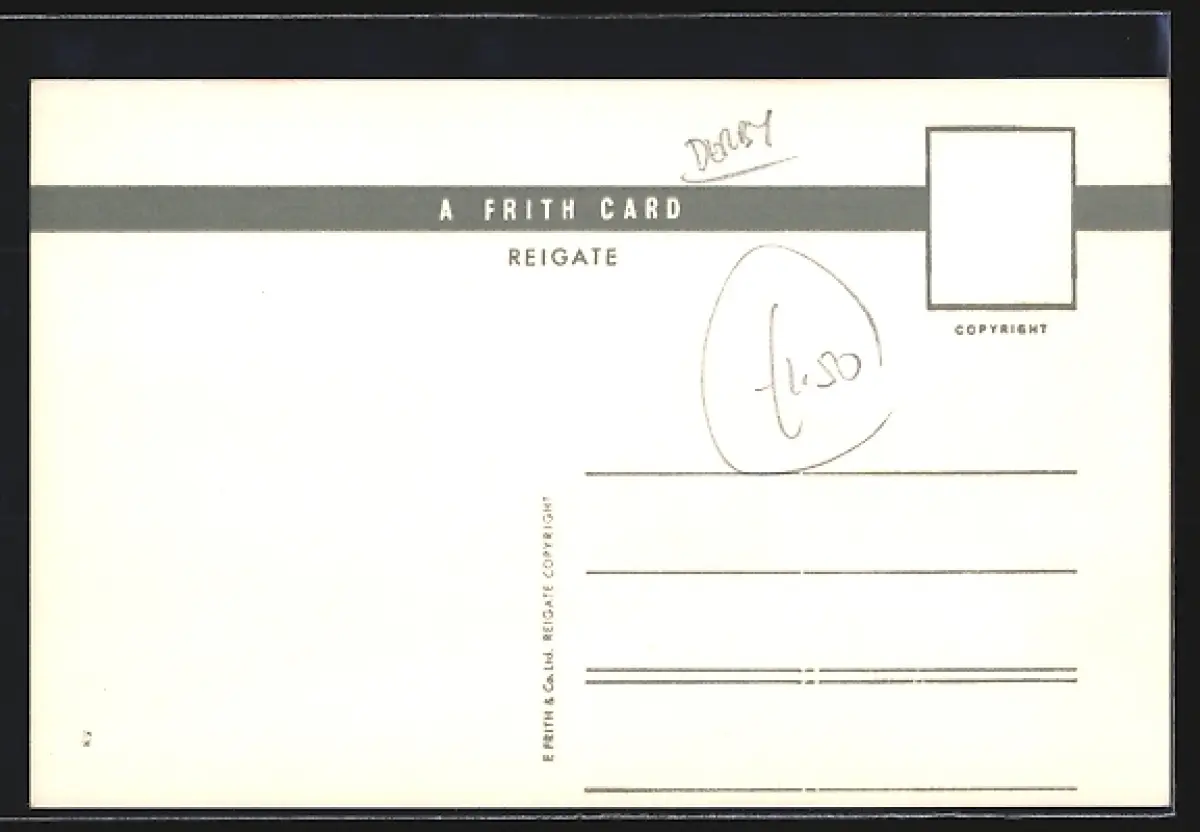 DERBY
A FRITH CARD
REIGATE
COPYRIGHT
£1.50
F. FRITH & Co. Ltd. REIGATE COPYRIGHT